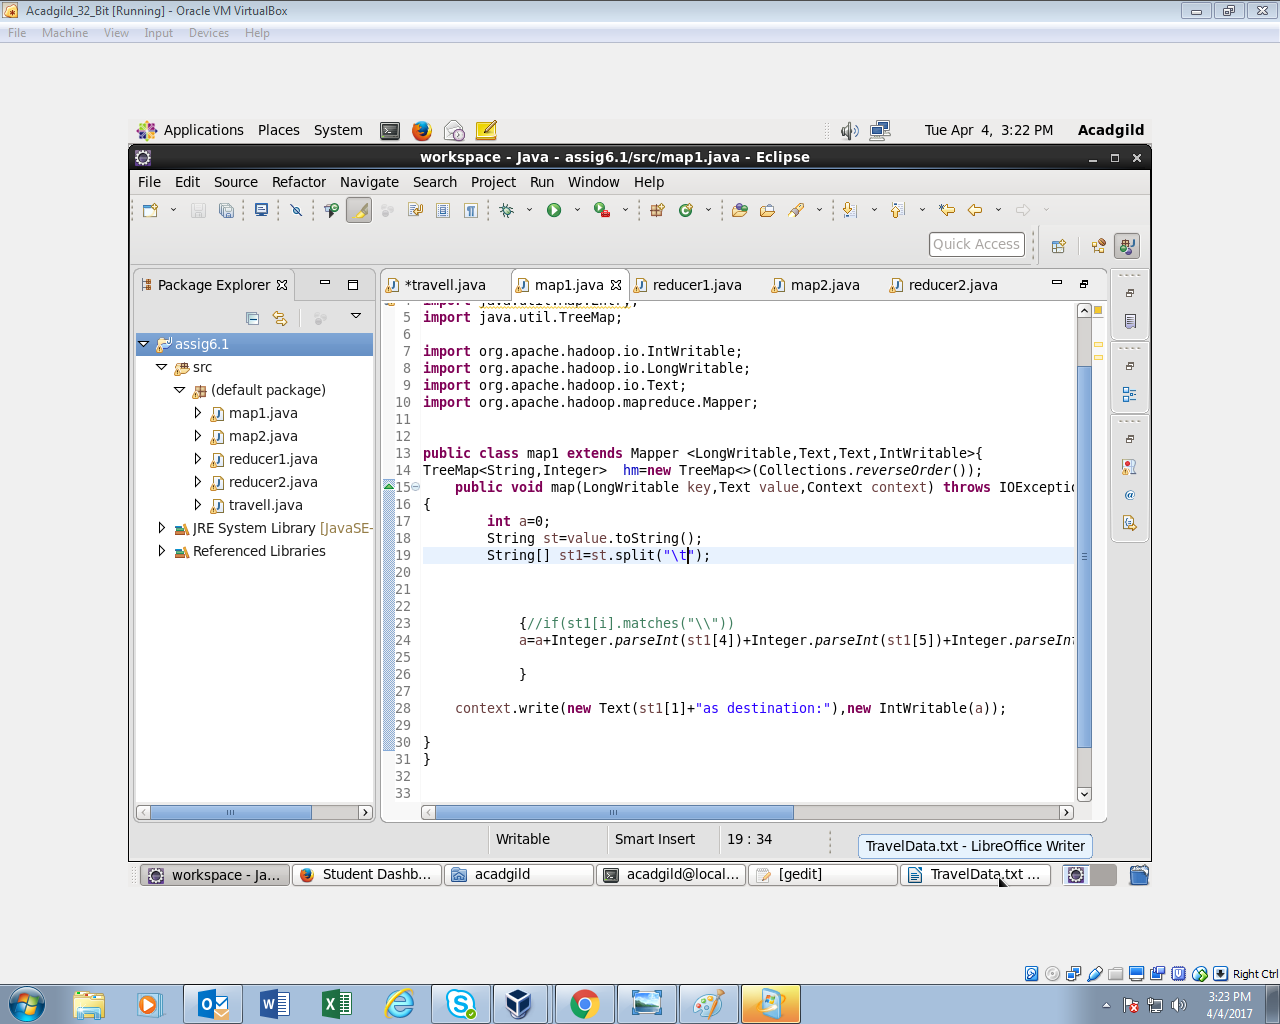 Acadgild_32_Bit [Running] - Oracle VM VirtualBox
File Machine View Input Devices Help
Applications Places System Tue Apr 4, 3:22 PM Acadgild
workspace - Java - assig6.1/src/map1.java - Eclipse
File Edit Source Refactor Navigate Search Project Run Window Help
Quick Access
Package Explorer
*travell.java map1.java reducer1.java map2.java reducer2.java
assig6.1
src
(default package)
map1.java
map2.java
reducer1.java
reducer2.java
travell.java
JRE System Library [JavaSE-
Referenced Libraries
4 import java.util.Map.Entry;
5 import java.util.TreeMap;
6
7 import org.apache.hadoop.io.IntWritable;
8 import org.apache.hadoop.io.LongWritable;
9 import org.apache.hadoop.io.Text;
10 import org.apache.hadoop.mapreduce.Mapper;
11
12
13 public class map1 extends Mapper <LongWritable,Text,Text,IntWritable>{
14 TreeMap<String,Integer>  hm=new TreeMap<>(Collections.reverseOrder());
15     public void map(LongWritable key,Text value,Context context) throws IOExceptio
16 {
17         int a=0;
18         String st=value.toString();
19         String[] st1=st.split("\t");
20
21
22
23             {//if(st1[i].matches("\\"))
24             a=a+Integer.parseInt(st1[4])+Integer.parseInt(st1[5])+Integer.parseInt
25
26             }
27
28     context.write(new Text(st1[1]+"as destination:"),new IntWritable(a));
29
30 }
31 }
32
33
Writable Smart Insert 19 : 34
TravelData.txt - LibreOffice Writer
workspace - Ja... Student Dashb... acadgild acadgild@local... [gedit] TravelData.txt ...
Right Ctrl
3:23 PM
4/4/2017